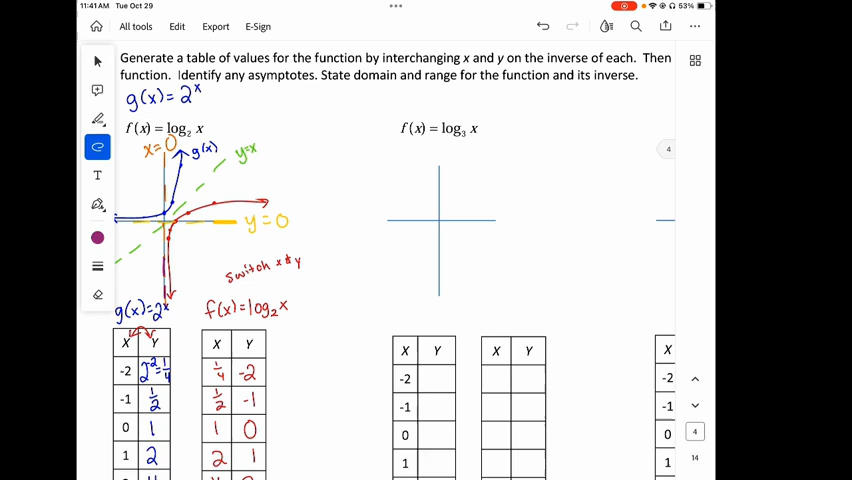 11:41 AM Tue Oct 29
53%
All tools Edit Export E-Sign
Generate a table of values for the function by interchanging x and y on the inverse of each. Then
function. Identify any asymptotes. State domain and range for the function and its inverse.
g(x) = 2^x
f(x) = log₂ x
f(x) = log₃ x
x=0
g(x)
y=x
4
y=0
switch x & y
g(x)=2^x
f(x)=log₂x
X Y
-2 2⁻²=1/4
-1 1/2
0 1
1 2
X Y
1/4 -2
1/2 -1
1 0
2 1
X Y
-2
-1
0
1
X Y
X
-2
-1
0
1
4
14